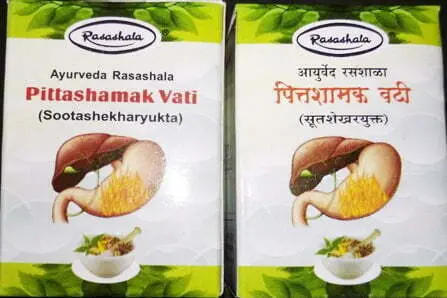 Rasashala
Ayurveda Rasashala
Pittashamak Vati
(Sootashekharyukta)
Rasashala
आयुर्वेद रसशाळा
पित्तशामक वटी
(सूतशेखरयुक्त)